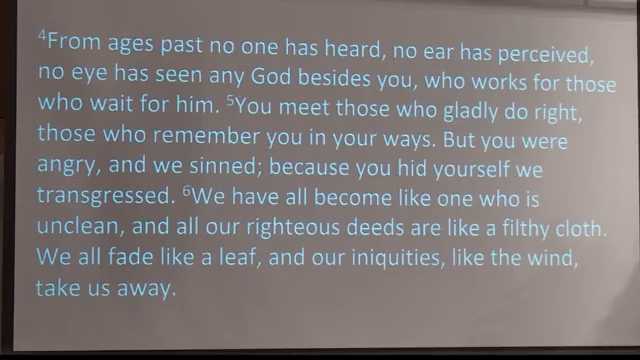 ⁴From ages past no one has heard, no ear has perceived,
no eye has seen any God besides you, who works for those
who wait for him. ⁵You meet those who gladly do right,
those who remember you in your ways. But you were
angry, and we sinned; because you hid yourself we
transgressed. ⁶We have all become like one who is
unclean, and all our righteous deeds are like a filthy cloth.
We all fade like a leaf, and our iniquities, like the wind,
take us away.